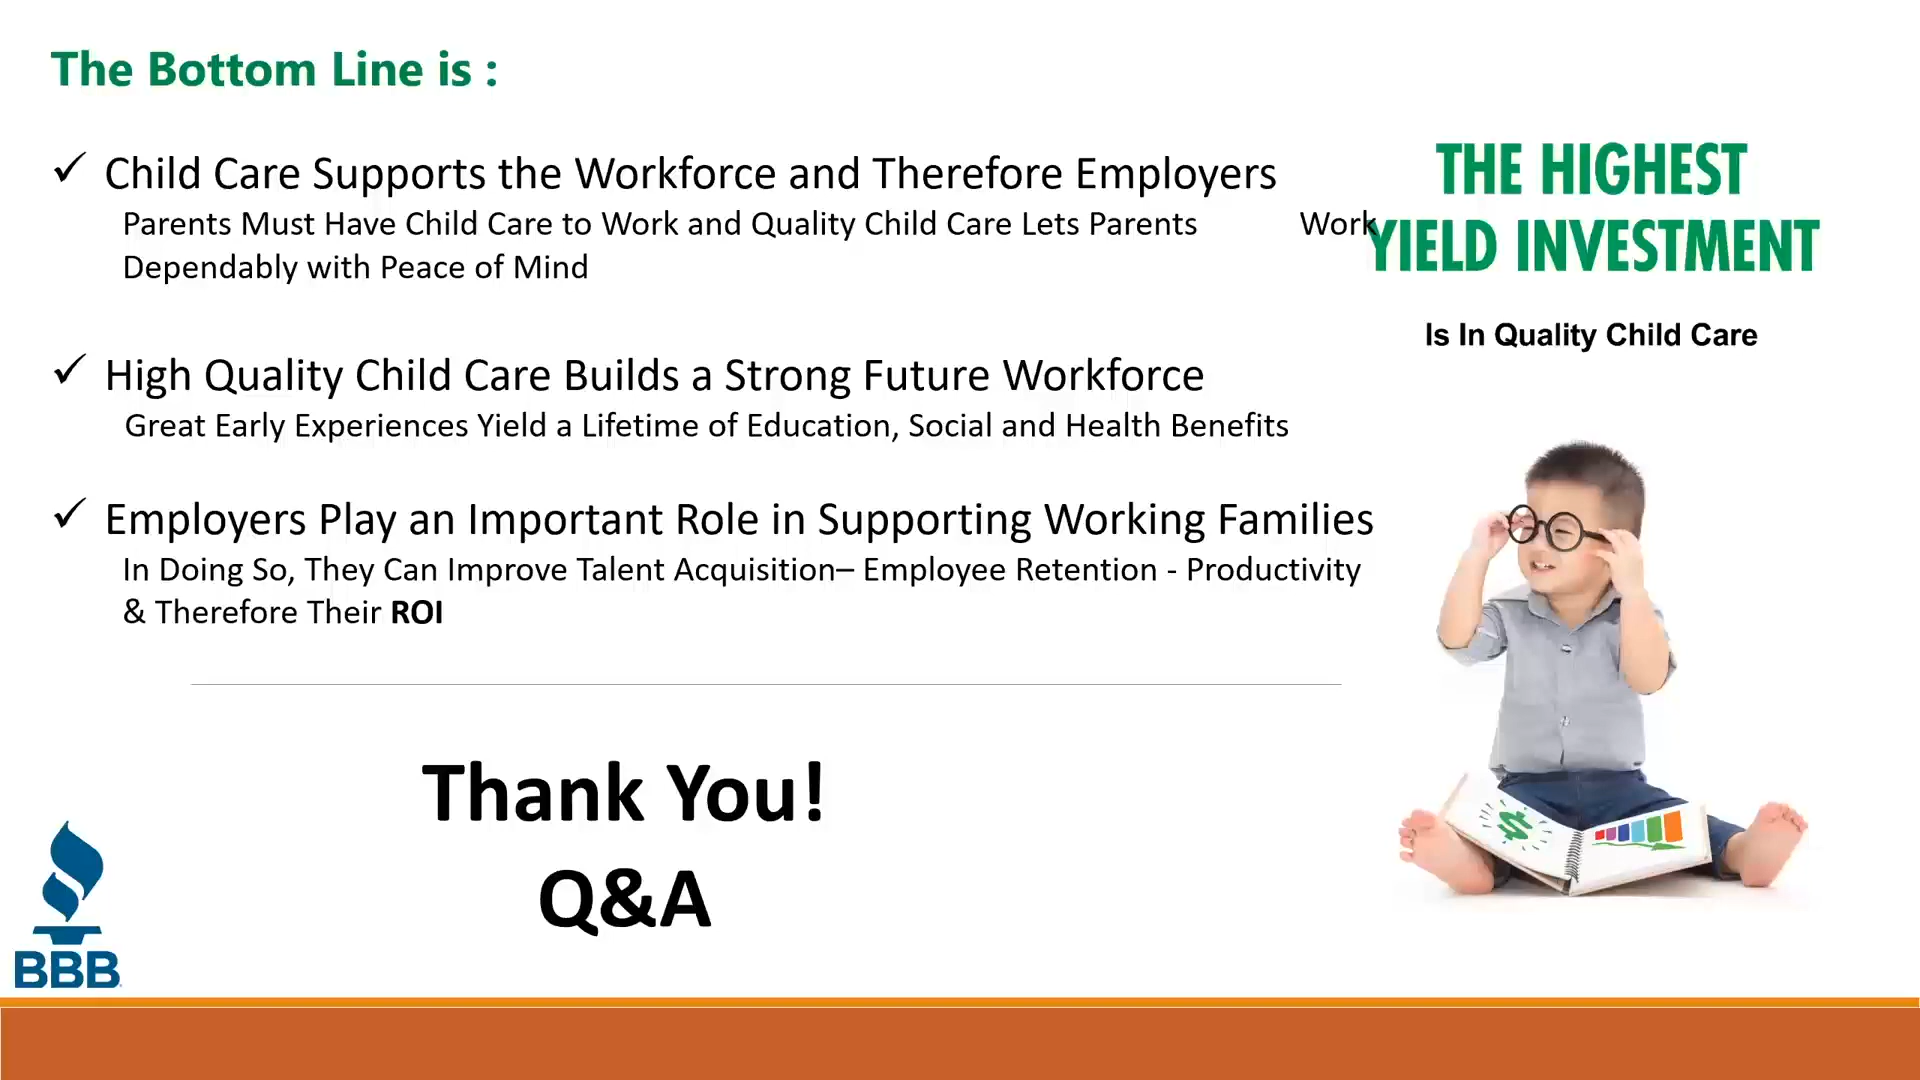 The Bottom Line is :
✓ Child Care Supports the Workforce and Therefore Employers
Parents Must Have Child Care to Work and Quality Child Care Lets Parents Work
Dependably with Peace of Mind
✓ High Quality Child Care Builds a Strong Future Workforce
Great Early Experiences Yield a Lifetime of Education, Social and Health Benefits
✓ Employers Play an Important Role in Supporting Working Families
In Doing So, They Can Improve Talent Acquisition– Employee Retention - Productivity
& Therefore Their ROI
THE HIGHEST
YIELD INVESTMENT
Is In Quality Child Care
$
Thank You!
Q&A
BBB